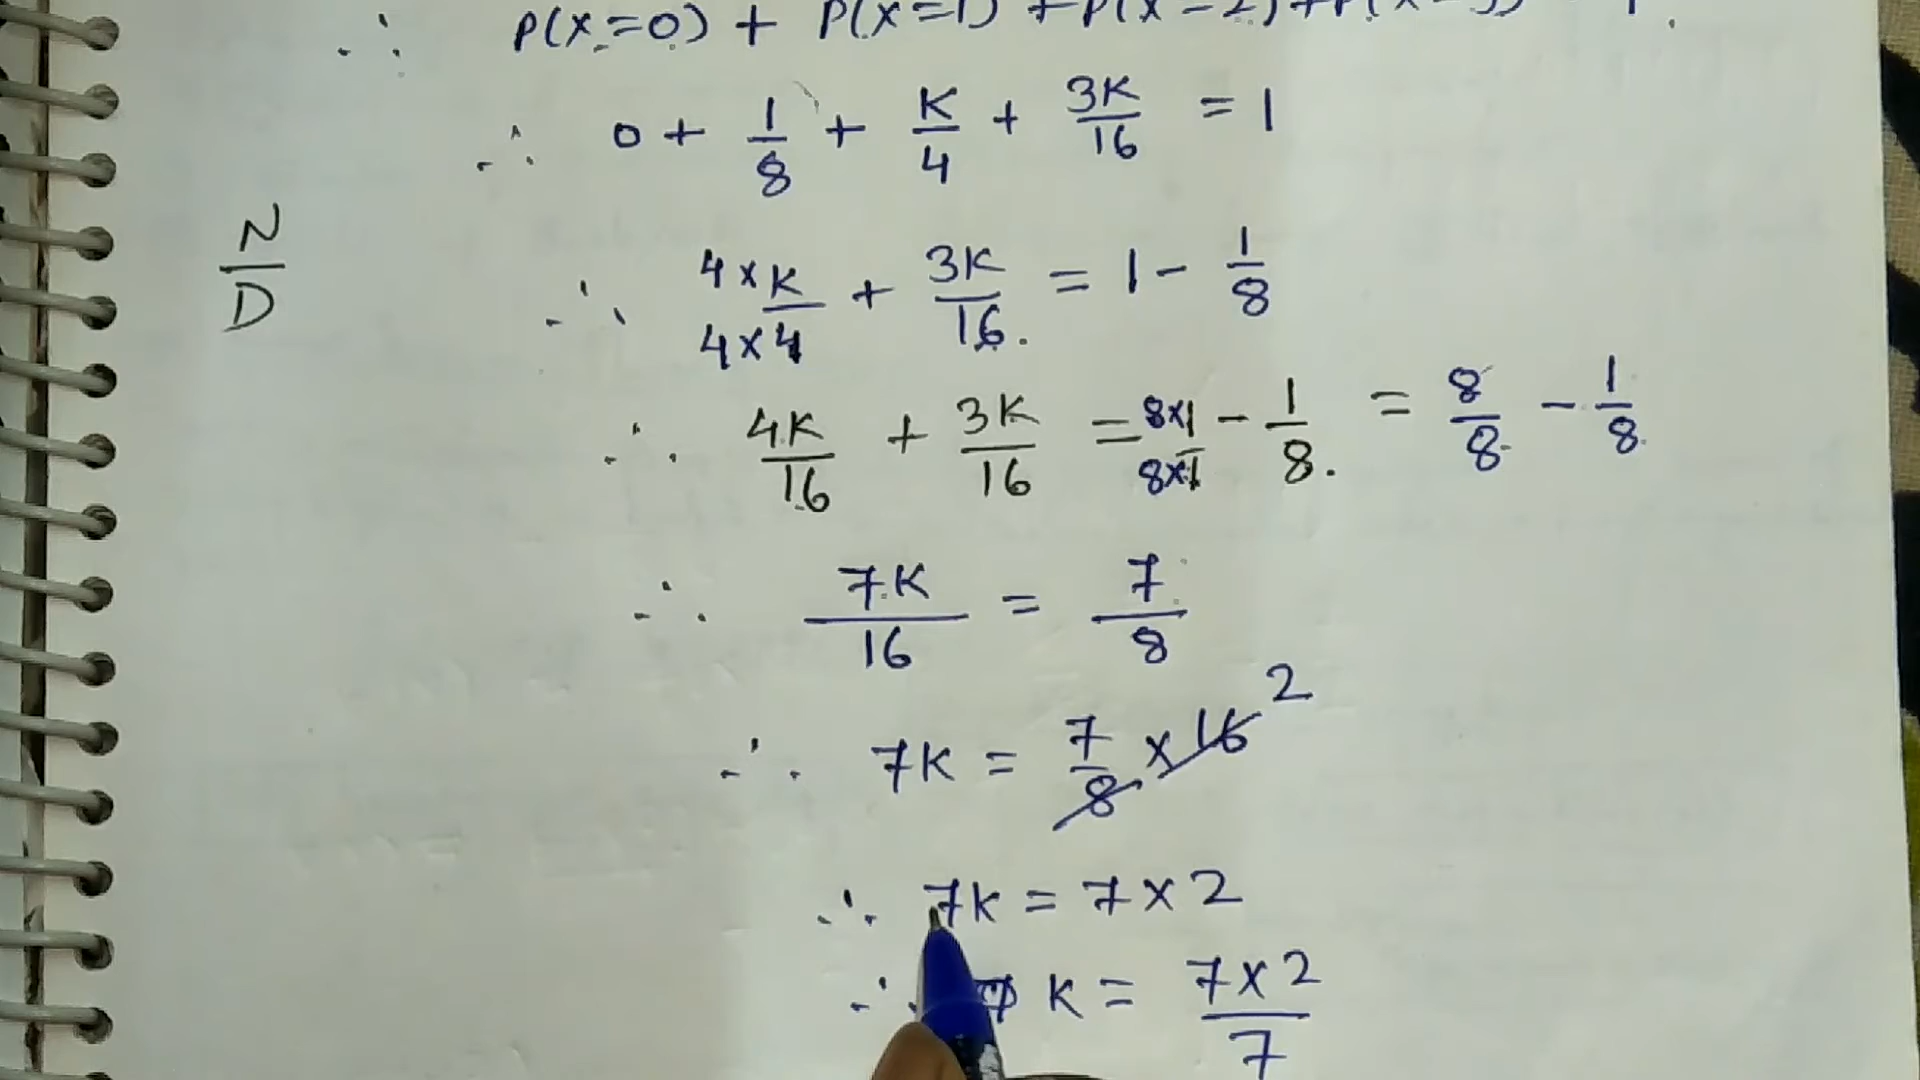 ∴ P(X=0) + P(X=1) + P(X=2) + P(X=3) = 1.
∴ 0 + 1/8 + K/4 + 3K/16 = 1
N/D
∴ 4×K/4×4 + 3K/16. = 1 - 1/8
∴ 4K/16 + 3K/16 = 8×1/8×1 - 1/8. = 8/8 - 1/8
∴ 7K/16 = 7/8
∴ 7K = 7/8 × 16 2
∴ 7K = 7×2
∴ K = 7×2/7